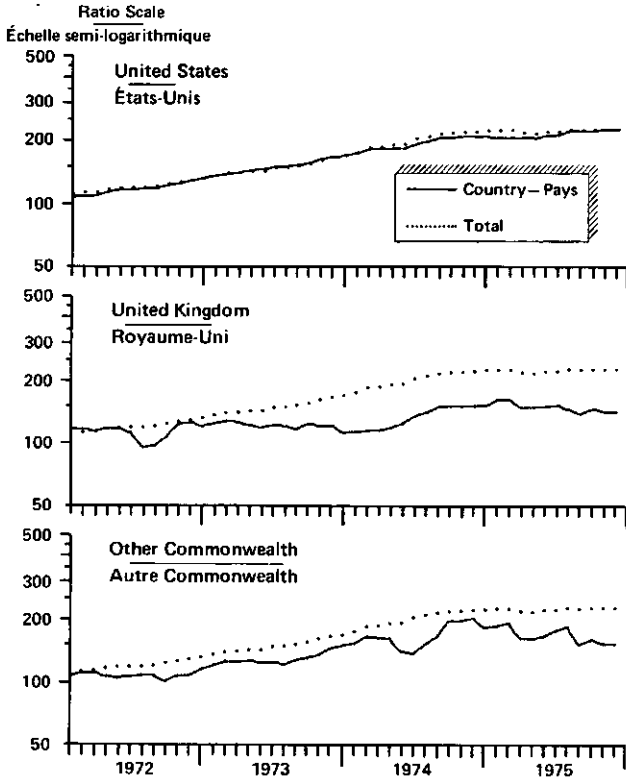 Ratio Scale
Échelle semi-logarithmique
500
300
200
100
50
United States
États-Unis
Country–Pays
Total
500
300
200
100
50
United Kingdom
Royaume-Uni
500
300
200
100
50
Other Commonwealth
Autre Commonwealth
1972 1973 1974 1975